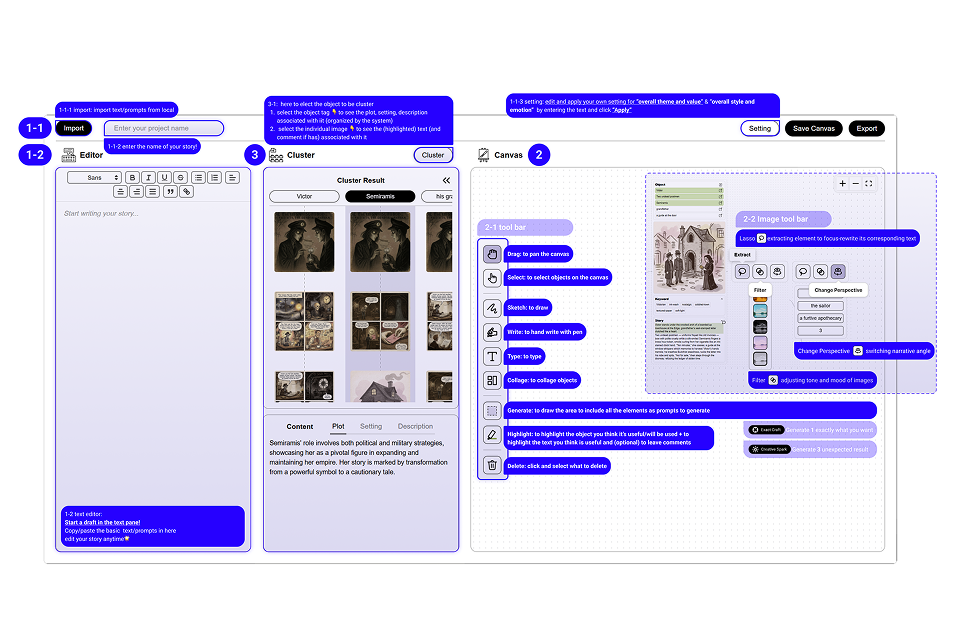 1-1-1 import: import text/prompts from local
3-1: here to elect the object to be cluster
1. select the object tag 👇 to see the plot, setting, description
associated with it (organized by the system)
2. select the individual image 👇 to see the (highlighted) text (and
comment if has) associated with it
1-1-3 setting: edit and apply your own setting for "overall theme and value" & "overall style and
emotion" by entering the text and click "Apply"
1-1
Import
Enter your project name
Setting
Save Canvas
Export
1-1-2 enter the name of your story!
1-2
Editor
3
Cluster
Cluster
Canvas
2
Sans
B
I
U
S
Start writing your story...
1-2 text editor:
Start a draft in the text pane!
Copy/paste the basic text/prompts in here
edit your story anytime
Cluster Result
Victor
Semiramis
his gra
Content
Plot
Setting
Description
Semiramis' role involves both political and military strategies,
showcasing her as a pivotal figure in expanding and
maintaining her empire. Her story is marked by transformation
from a powerful symbol to a cautionary tale.
2-1 tool bar
Drag: to pan the canvas
Select: to select objects on the canvas
Sketch: to draw
Write: to hand write with pen
Type: to type
Collage: to collage objects
Generate: to draw the area to include all the elements as prompts to generate
Highlight: to highlight the object you think it's useful/will be used + to
highlight the text you think is useful and (optional) to leave comments
Delete: click and select what to delete
Exact Draft
Generate 1 exactly what you want
Creative Spark
Generate 3 unexpected result
Object
Victor
Semiramis
grandfather
a guide at the tour
Keyword
Story
2-2 Image tool bar
Lasso extracting element to focus-rewrite its corresponding text
Extract
Filter
Change Perspective
the sailor
a furtive apothecary
3
Change Perspective switching narrative angle
Filter adjusting tone and mood of images